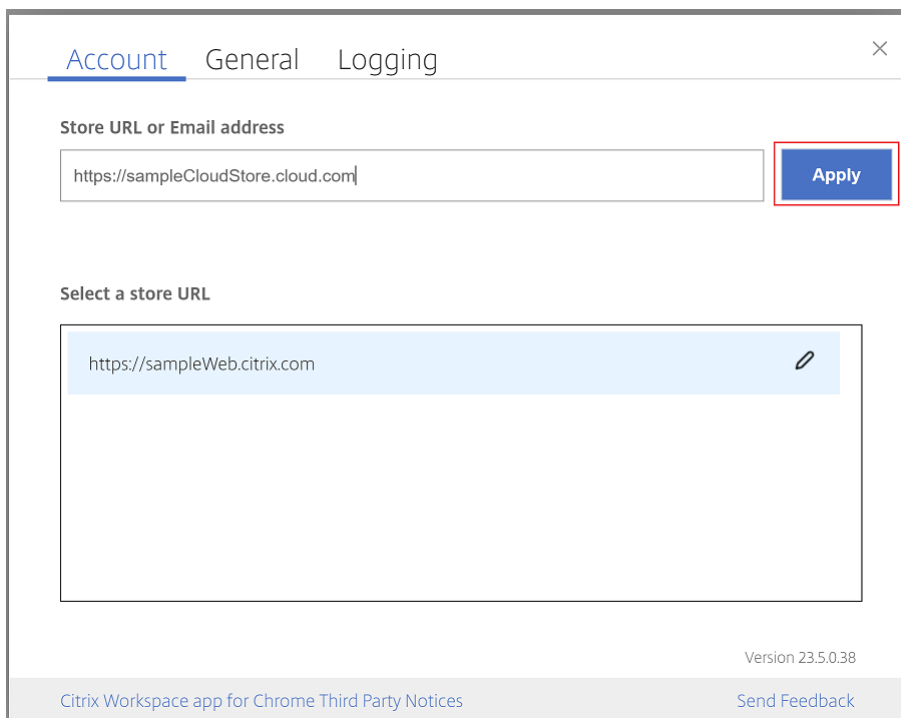 Account General Logging
Store URL or Email address
https://sampleCloudStore.cloud.com
Apply
Select a store URL
https://sampleWeb.citrix.com
Version 23.5.0.38
Citrix Workspace app for Chrome Third Party Notices Send Feedback